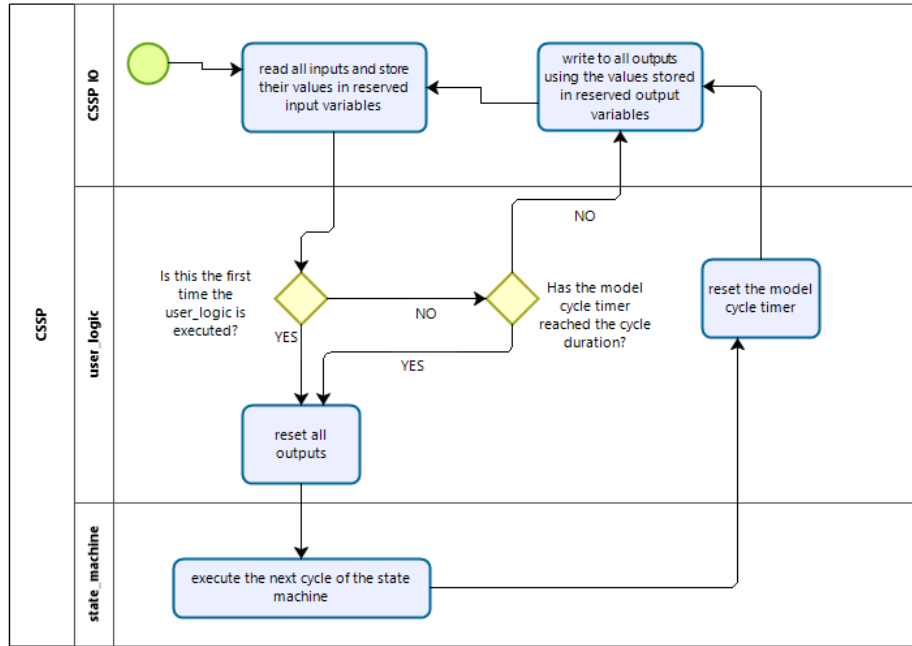 CSSP
CSSP IO
read all inputs and store
their values in reserved
input variables
write to all outputs
using the values stored
in reserved output
variables
user_logic
NO
Is this the first
time the
user_logic is
executed?
YES
NO
Has the model
cycle timer
reached the cycle
duration?
YES
reset the model
cycle timer
reset all
outputs
state_machine
execute the next cycle of the state
machine